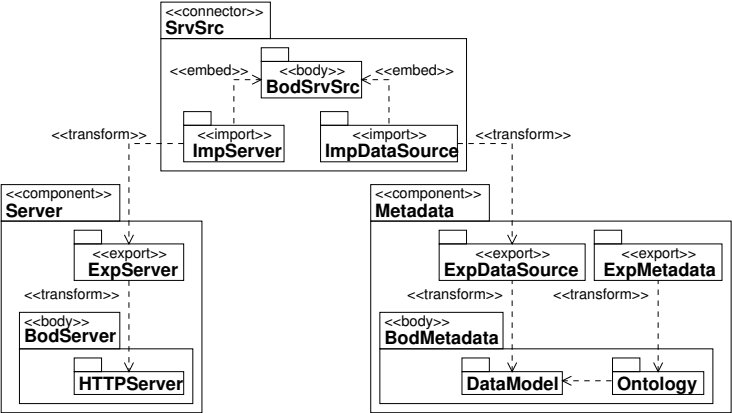 <<connector>>
SrvSrc
<<embed>>
<<body>>
<<embed>>
BodSrvSrc
<<transform>>
<<import>>
<<import>>
<<transform>>
ImpServer
ImpDataSource
<<component>>
Server
<<component>>
Metadata
<<export>>
ExpServer
<<export>>
ExpDataSource
<<export>>
ExpMetadata
<<transform>>
<<transform>>
<<transform>>
<<body>>
BodServer
<<body>>
BodMetadata
HTTPServer
DataModel
Ontology